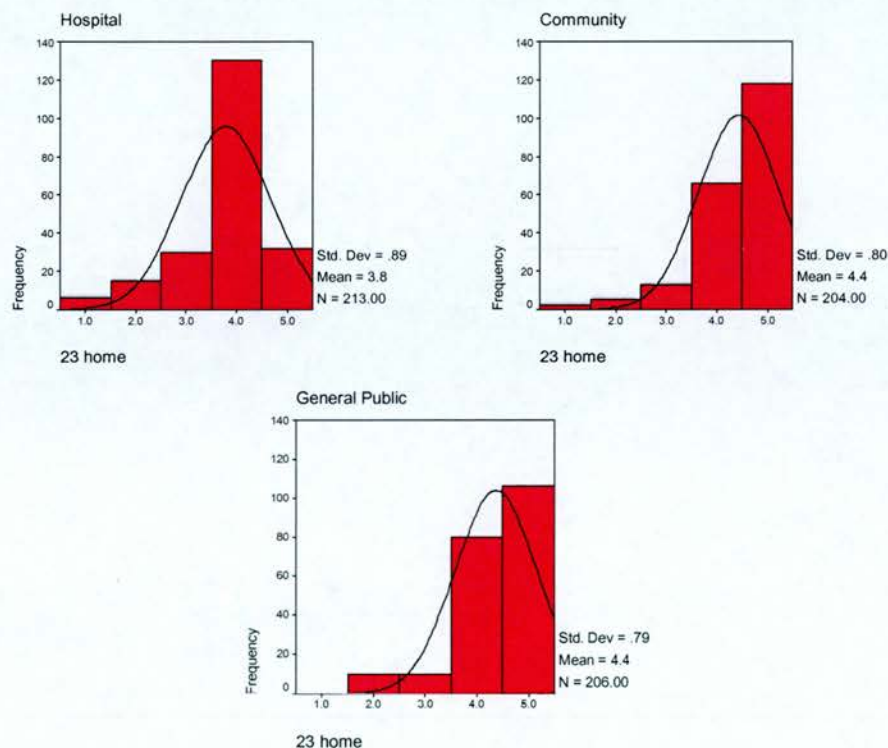 Hospital
140
120
100
80
60
40
20
0
Frequency
1.0 2.0 3.0 4.0 5.0
Std. Dev = .89
Mean = 3.8
N = 213.00
23 home
Community
140
120
100
80
60
40
20
0
Frequency
1.0 2.0 3.0 4.0 5.0
Std. Dev = .80
Mean = 4.4
N = 204.00
23 home
General Public
140
120
100
80
60
40
20
0
Frequency
1.0 2.0 3.0 4.0 5.0
Std. Dev = .79
Mean = 4.4
N = 206.00
23 home